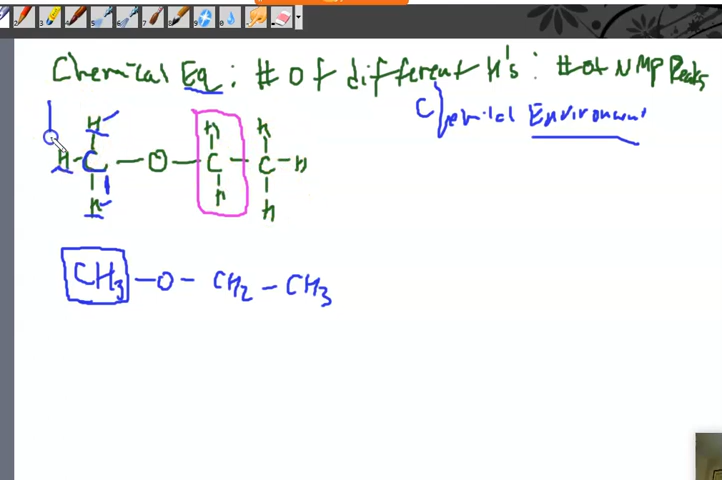 Chemical Eq: # of different H's: # of NMR Peaks
Chemical Environment
H H H
H-C-O-C-C-H
H H H
CH3-O-CH2-CH3